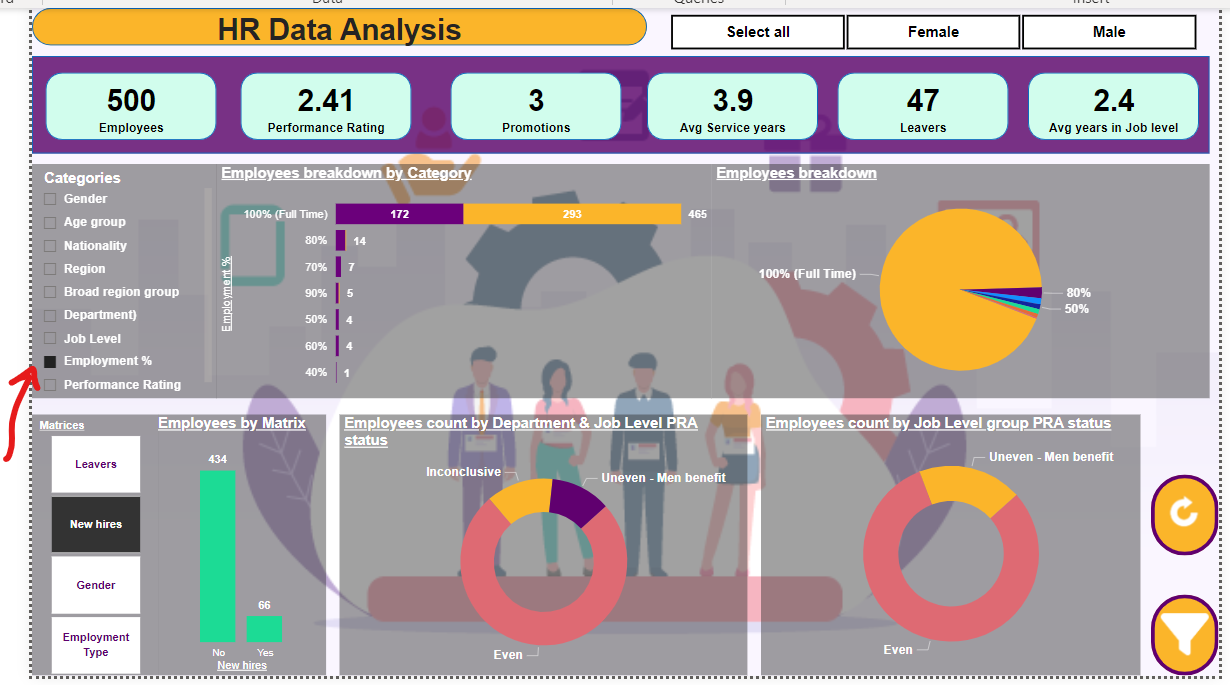 Data
Queries
Insert
HR Data Analysis
Select all
Female
Male
500
Employees
2.41
Performance Rating
3
Promotions
3.9
Avg Service years
47
Leavers
2.4
Avg years in Job level
Categories
Gender
Age group
Nationality
Region
Broad region group
Department)
Job Level
Employment %
Performance Rating
Employees breakdown by Category
Employment %
100% (Full Time) 172 293 465
80% 14
70% 7
90% 5
50% 4
60% 4
40% 1
Employees breakdown
100% (Full Time)
80%
50%
Matrices
Leavers
New hires
Gender
Employment
Type
Employees by Matrix
434
66
No Yes
New hires
Employees count by Department & Job Level PRA
status
Inconclusive
Uneven - Men benefit
Even
Employees count by Job Level group PRA status
Uneven - Men benefit
Even